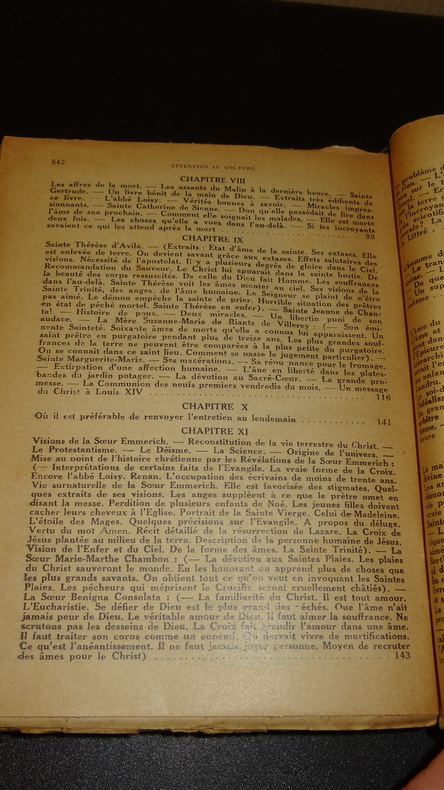 542
ATTENTION AU GOUFFRE
CHAPITRE VIII
Les affres de la mort. — Les assauts du Malin à la dernière heure. — Sainte
Gertrude. — Un livre bénit de la main de Dieu. — Extraits très édifiants de
ce livre. — L'abbé Loisy. — Vérités bonnes à savoir. — Miracles impres-
sionnants. — Sainte Catherine de Sienne. — Don qu'elle possédait de lire dans
l'âme de son prochain. — Comment elle soignait les malades. — Elle est morte
deux fois. — Les choses qu'elle a vues dans l'au-delà. — Si les incroyants
savaient ce qui les attend après la mort 98
CHAPITRE IX
Sainte Thérèse d'Avila. — (Extraits : Etat d'âme de la sainte. Ses extases. Elle
est enlevée de terre. On devient savant grâce aux extases. Effets salutaires des
visions. Nécessité de l'apostolat. Il y a plusieurs degrés de gloire dans le Ciel.
Recommandation du Sauveur. Le Christ lui apparaît dans la sainte hostie. De
la beauté des corps ressuscités. De celle du Dieu fait Homme. Les souffrances
dans l'au-delà. Sainte Thérèse voit les âmes monter au ciel. Ses visions de la
Sainte Trinité, des anges, de l'âme humaine. Le Seigneur se plaint de n'être
pas aimé. Le démon empêche la sainte de prier. Horrible situation des prêtres
en état de péché mortel. Sainte Thérèse en enfer). — Sainte Jeanne de Chan-
tal. — Histoire de poux. — Deux miracles. — Un libertin puni de son
audace. — La Mère Suzanne-Marie de Riants de Villerey : (— Son émi-
nente Sainteté. Soixante âmes de morts qu'elle a connus lui apparaissent. Un
saint prêtre en purgatoire pendant plus de treize ans. Les plus grandes souf-
frances de la terre ne peuvent être comparées à la plus petite du purgatoire.
On se connaît dans ce saint lieu. Comment se passe le jugement particulier). —
Sainte Marguerite-Marie. — Ses macérations. — Sa répugnance pour le fromage.
— Extirpation d'une affection humaine. — L'âne en liberté dans les plates-
bandes du jardin potager. — La dévotion au Sacré-Cœur. — La grande pro-
messe. — La Communion des neufs premiers vendredis du mois. — Un message
du Christ à Louis XIV 116
CHAPITRE X
Où il est préférable de renvoyer l'entretien au lendemain 141
CHAPITRE XI
Visions de la Sœur Emmerich. — Reconstitution de la vie terrestre du Christ. —
Le Protestantisme. — Le Déisme. — La Science. — Origine de l'univers. —
Mise au noint de l'histoire chrétienne par les Révélations de la Sœur Emmerich :
(— Interprétations de certains faits de l'Evangile. La vraie forme de la Croix.
Encore l'abbé Loisy. Renan. L'occupation des écrivains de moins de trente ans.
Vie surnaturelle de la Sœur Emmerich. Elle est favorisée des stigmates. Quel-
ques extraits de ses visions. Les anges suppléent à ce que le prêtre omet en
disant la messe. Perdition de plusieurs enfants de Noé. Les jeunes filles doivent
cacher leurs cheveux à l'Eglise. Portrait de la Sainte Vierge. Celui de Madeleine.
L'étoile des Mages. Quelques précisions sur l'Evangile. A propos du déluge.
Vertu du mot Amen. Récit détaillé de la résurrection de Lazare. La Croix de
Jésus plantée au milieu de la terre. Description de la personne humaine de Jésus.
Vision de l'Enfer et du Ciel. De la forme des âmes. La Sainte Trinité). — La
Sœur Marie-Marthe Chambon : (— La dévotion aux Saintes Plaies. Les plaies
du Christ sauveront le monde. En les honorant on apprend plus de choses que
les plus grands savants. On obtient tout ce qu'on veut en invoquant les Saintes
Plaies. Les pécheurs qui méprisent le Crucifix seront cruellement châtiés). —
La Sœur Benigna Consolata : (— La familiarité du Christ. Il est tout amour.
L'Eucharistie. Se défier de Dieu est le plus grand des péchés. Que l'âme n'ait
jamais peur de Dieu. Le véritable amour de Dieu. Il faut aimer la souffrance. Ne
scrutons pas les desseins de Dieu. La Croix fait grandir l'amour dans une âme.
Il faut traiter son corps comme un ennemi. On devrait vivre de mortifications.
Ce qu'est l'anéantissement. Il ne faut jamais juger personne. Moyen de recruter
des âmes pour le Christ) 143